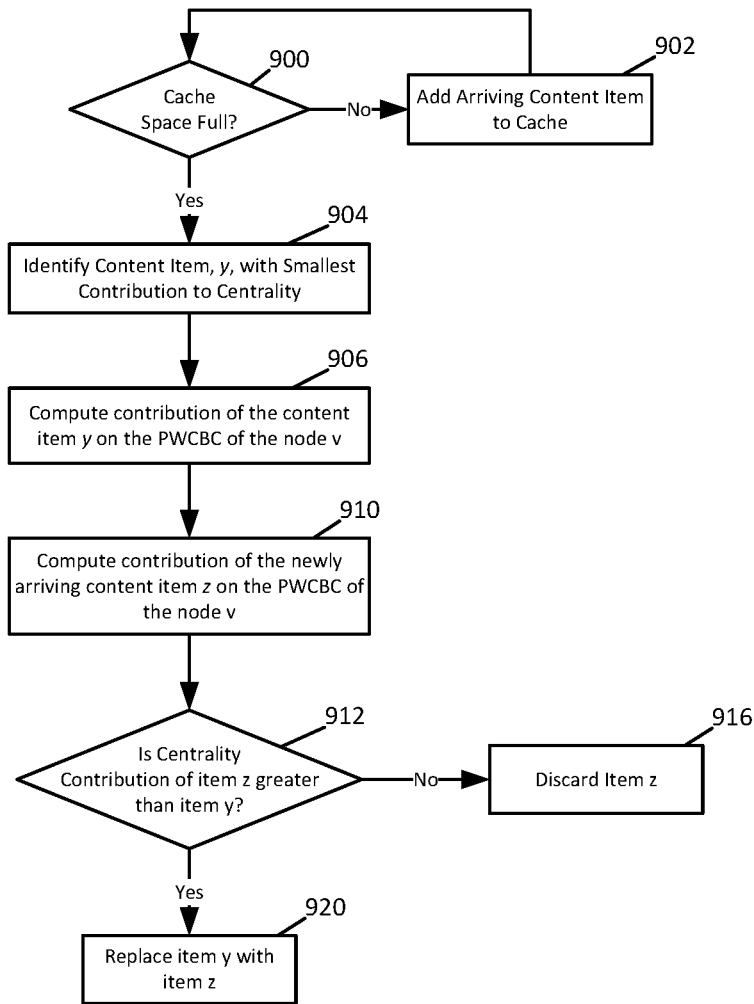 900
Cache
Space Full?
No
902
Add Arriving Content Item
to Cache
Yes
904
Identify Content Item, y, with Smallest
Contribution to Centrality
906
Compute contribution of the content
item y on the PWCBC of the node v
910
Compute contribution of the newly
arriving content item z on the PWCBC of
the node v
912
Is Centrality
Contribution of item z greater
than item y?
No
916
Discard Item z
Yes
920
Replace item y with
item z